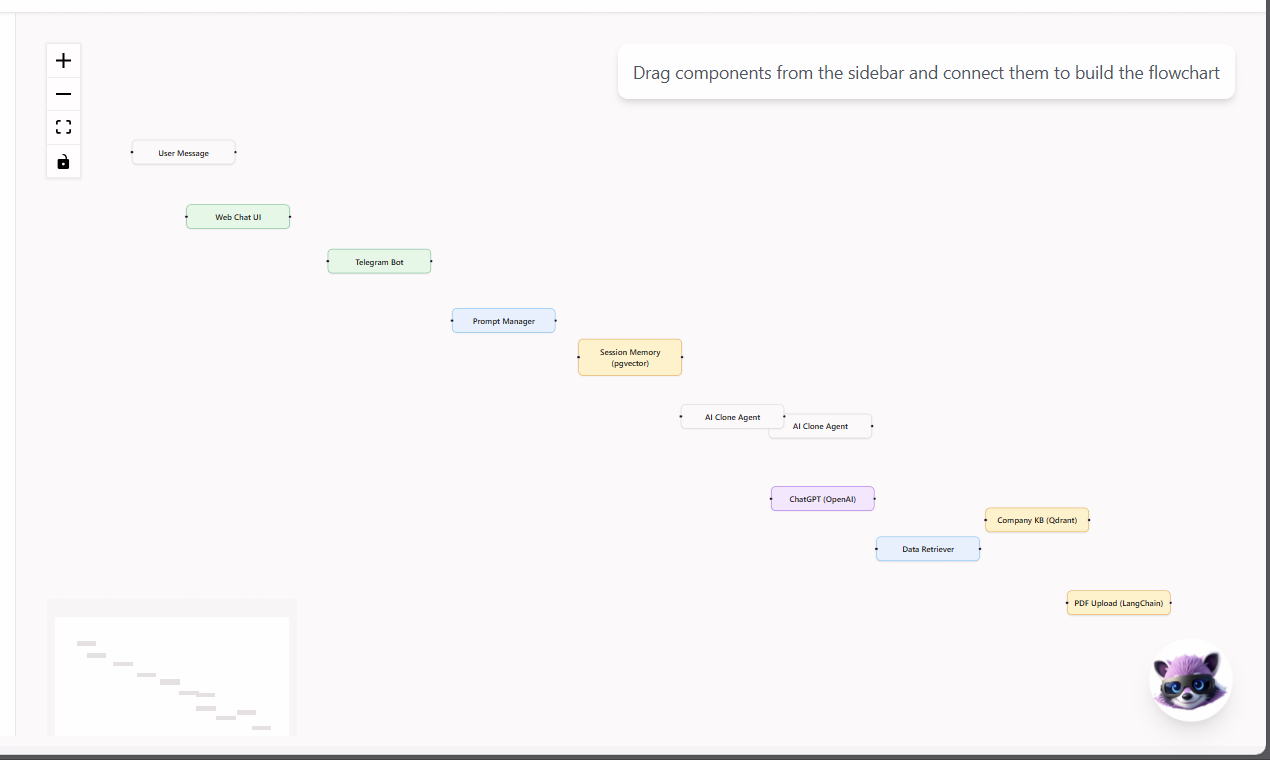 Drag components from the sidebar and connect them to build the flowchart
User Message
Web Chat UI
Telegram Bot
Prompt Manager
Session Memory
(pgvector)
AI Clone Agent
AI Clone Agent
ChatGPT (OpenAI)
Company KB (Qdrant)
Data Retriever
PDF Upload (LangChain)